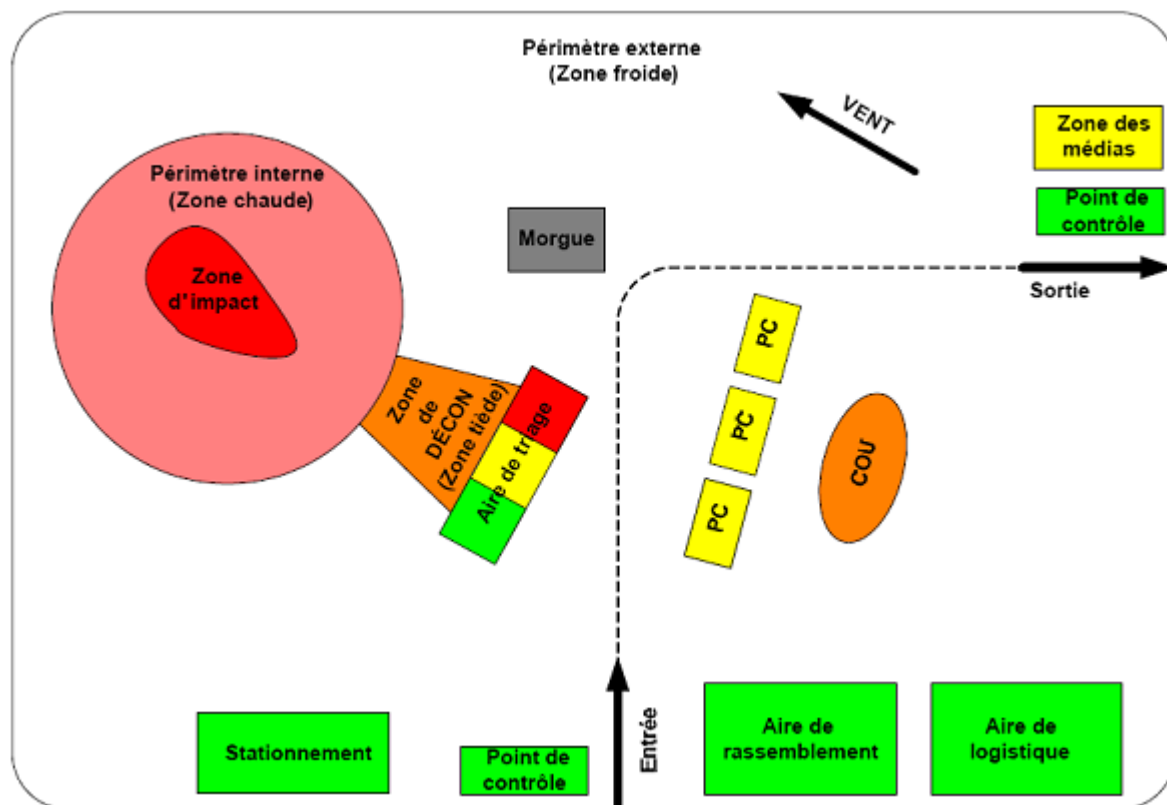 Périmètre externe
(Zone froide)
VENT
Zone des
médias
Point de
contrôle
Sortie
Périmètre interne
(Zone chaude)
Zone
d'impact
Morgue
Zone
de
DÉCON
(Zone tiède)
Aire de triage
PC
PC
PC
COU
Stationnement
Point de
contrôle
Entrée
Aire de
rassemblement
Aire de
logistique